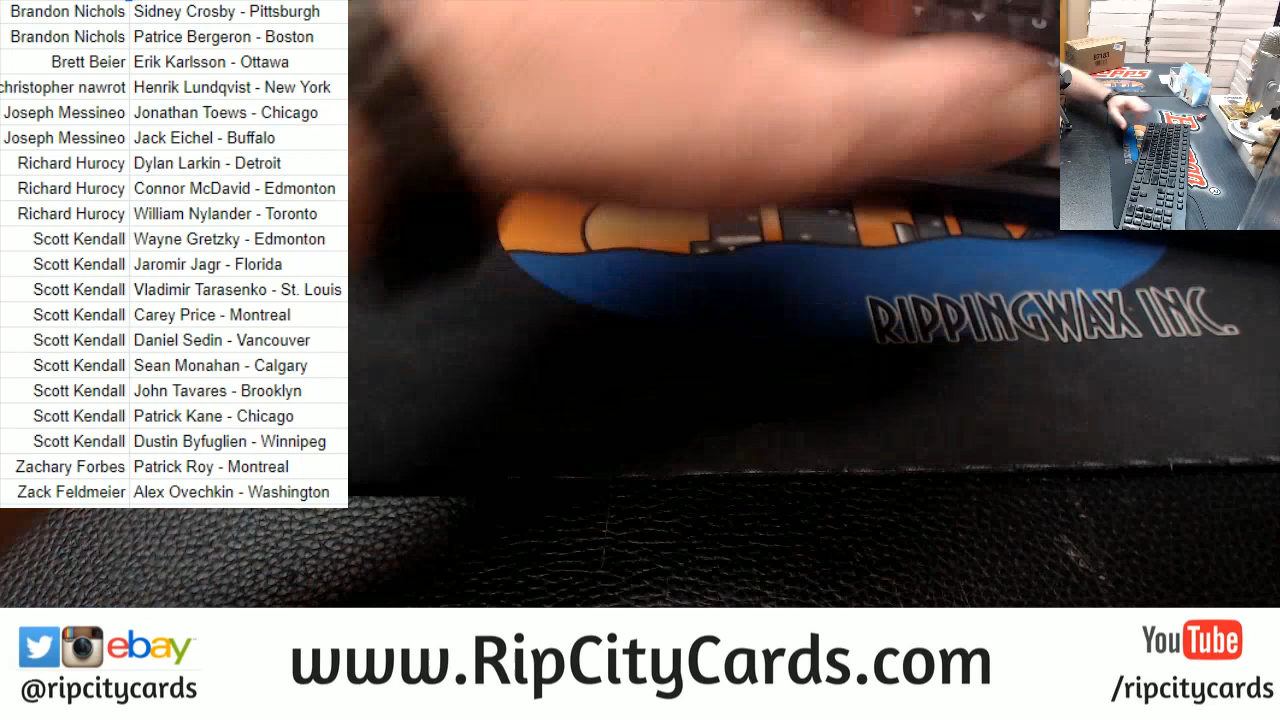 Brandon Nichols Sidney Crosby - Pittsburgh
Brandon Nichols Patrice Bergeron - Boston
Brett Beier Erik Karlsson - Ottawa
christopher nawrot Henrik Lundqvist - New York
Joseph Messineo Jonathan Toews - Chicago
Joseph Messineo Jack Eichel - Buffalo
Richard Hurocy Dylan Larkin - Detroit
Richard Hurocy Connor McDavid - Edmonton
Richard Hurocy William Nylander - Toronto
Scott Kendall Wayne Gretzky - Edmonton
Scott Kendall Jaromir Jagr - Florida
Scott Kendall Vladimir Tarasenko - St. Louis
Scott Kendall Carey Price - Montreal
Scott Kendall Daniel Sedin - Vancouver
Scott Kendall Sean Monahan - Calgary
Scott Kendall John Tavares - Brooklyn
Scott Kendall Patrick Kane - Chicago
Scott Kendall Dustin Byfuglien - Winnipeg
Zachary Forbes Patrick Roy - Montreal
Zack Feldmeier Alex Ovechkin - Washington
RIPPINGWAX INC.
ebay
@ripcitycards
www.RipCityCards.com
YouTube
/ripcitycards